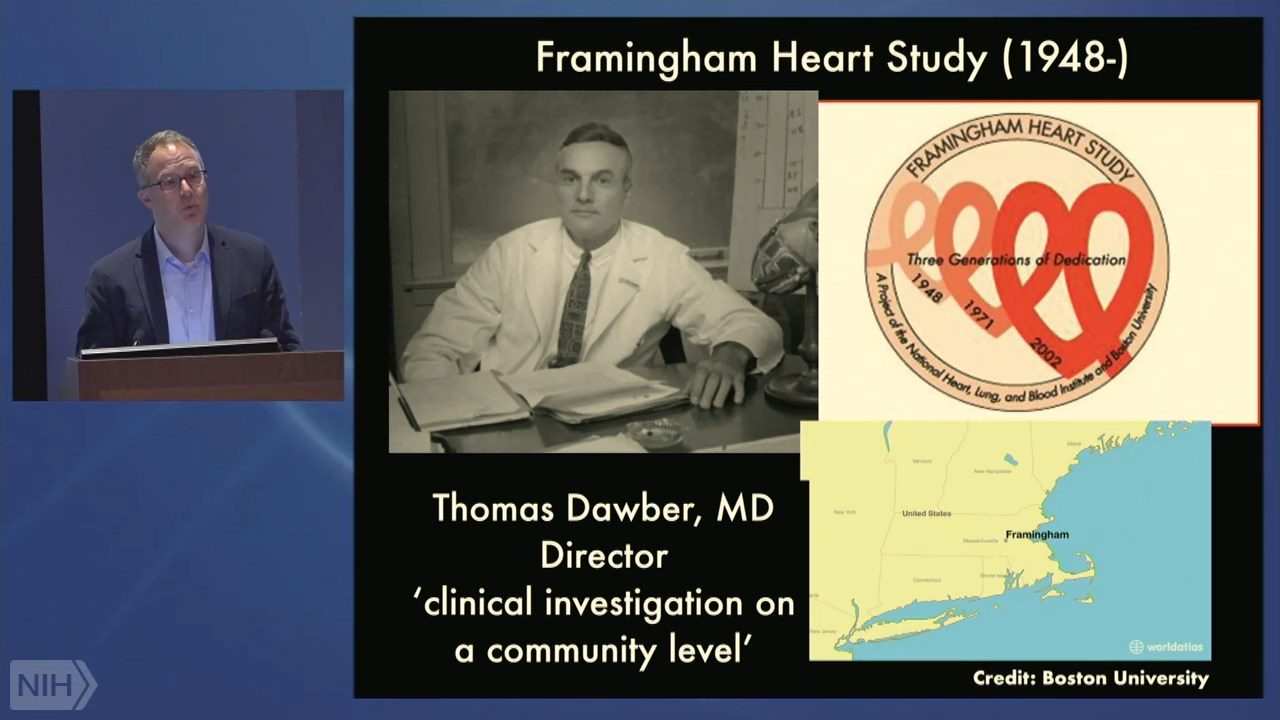 Framingham Heart Study (1948-)
FRAMINGHAM HEART STUDY
Three Generations of Dedication
1948
1971
2002
A Project of the National Heart, Lung, and Blood Institute and Boston University
Thomas Dawber, MD
Director
‘clinical investigation on
a community level’
Maine
Vermont
New Hampshire
New York
United States
Framingham
Massachusetts
Connecticut
Rhode Island
New Jersey
worldatlas
Credit: Boston University
NIH